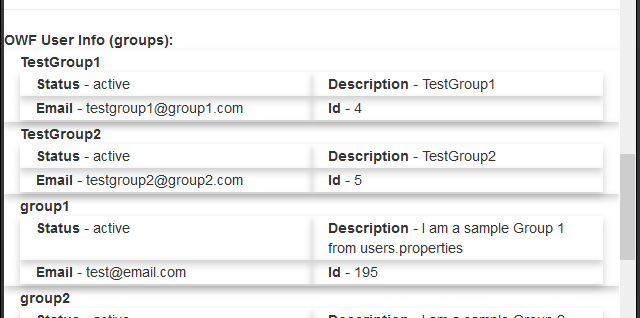 OWF User Info (groups):
TestGroup1
Status - active
Description - TestGroup1
Email - testgroup1@group1.com
Id - 4
TestGroup2
Status - active
Description - TestGroup2
Email - testgroup2@group2.com
Id - 5
group1
Status - active
Description - I am a sample Group 1
from users.properties
Email - test@email.com
Id - 195
group2
Status - active
Description - I am a sample Group 2